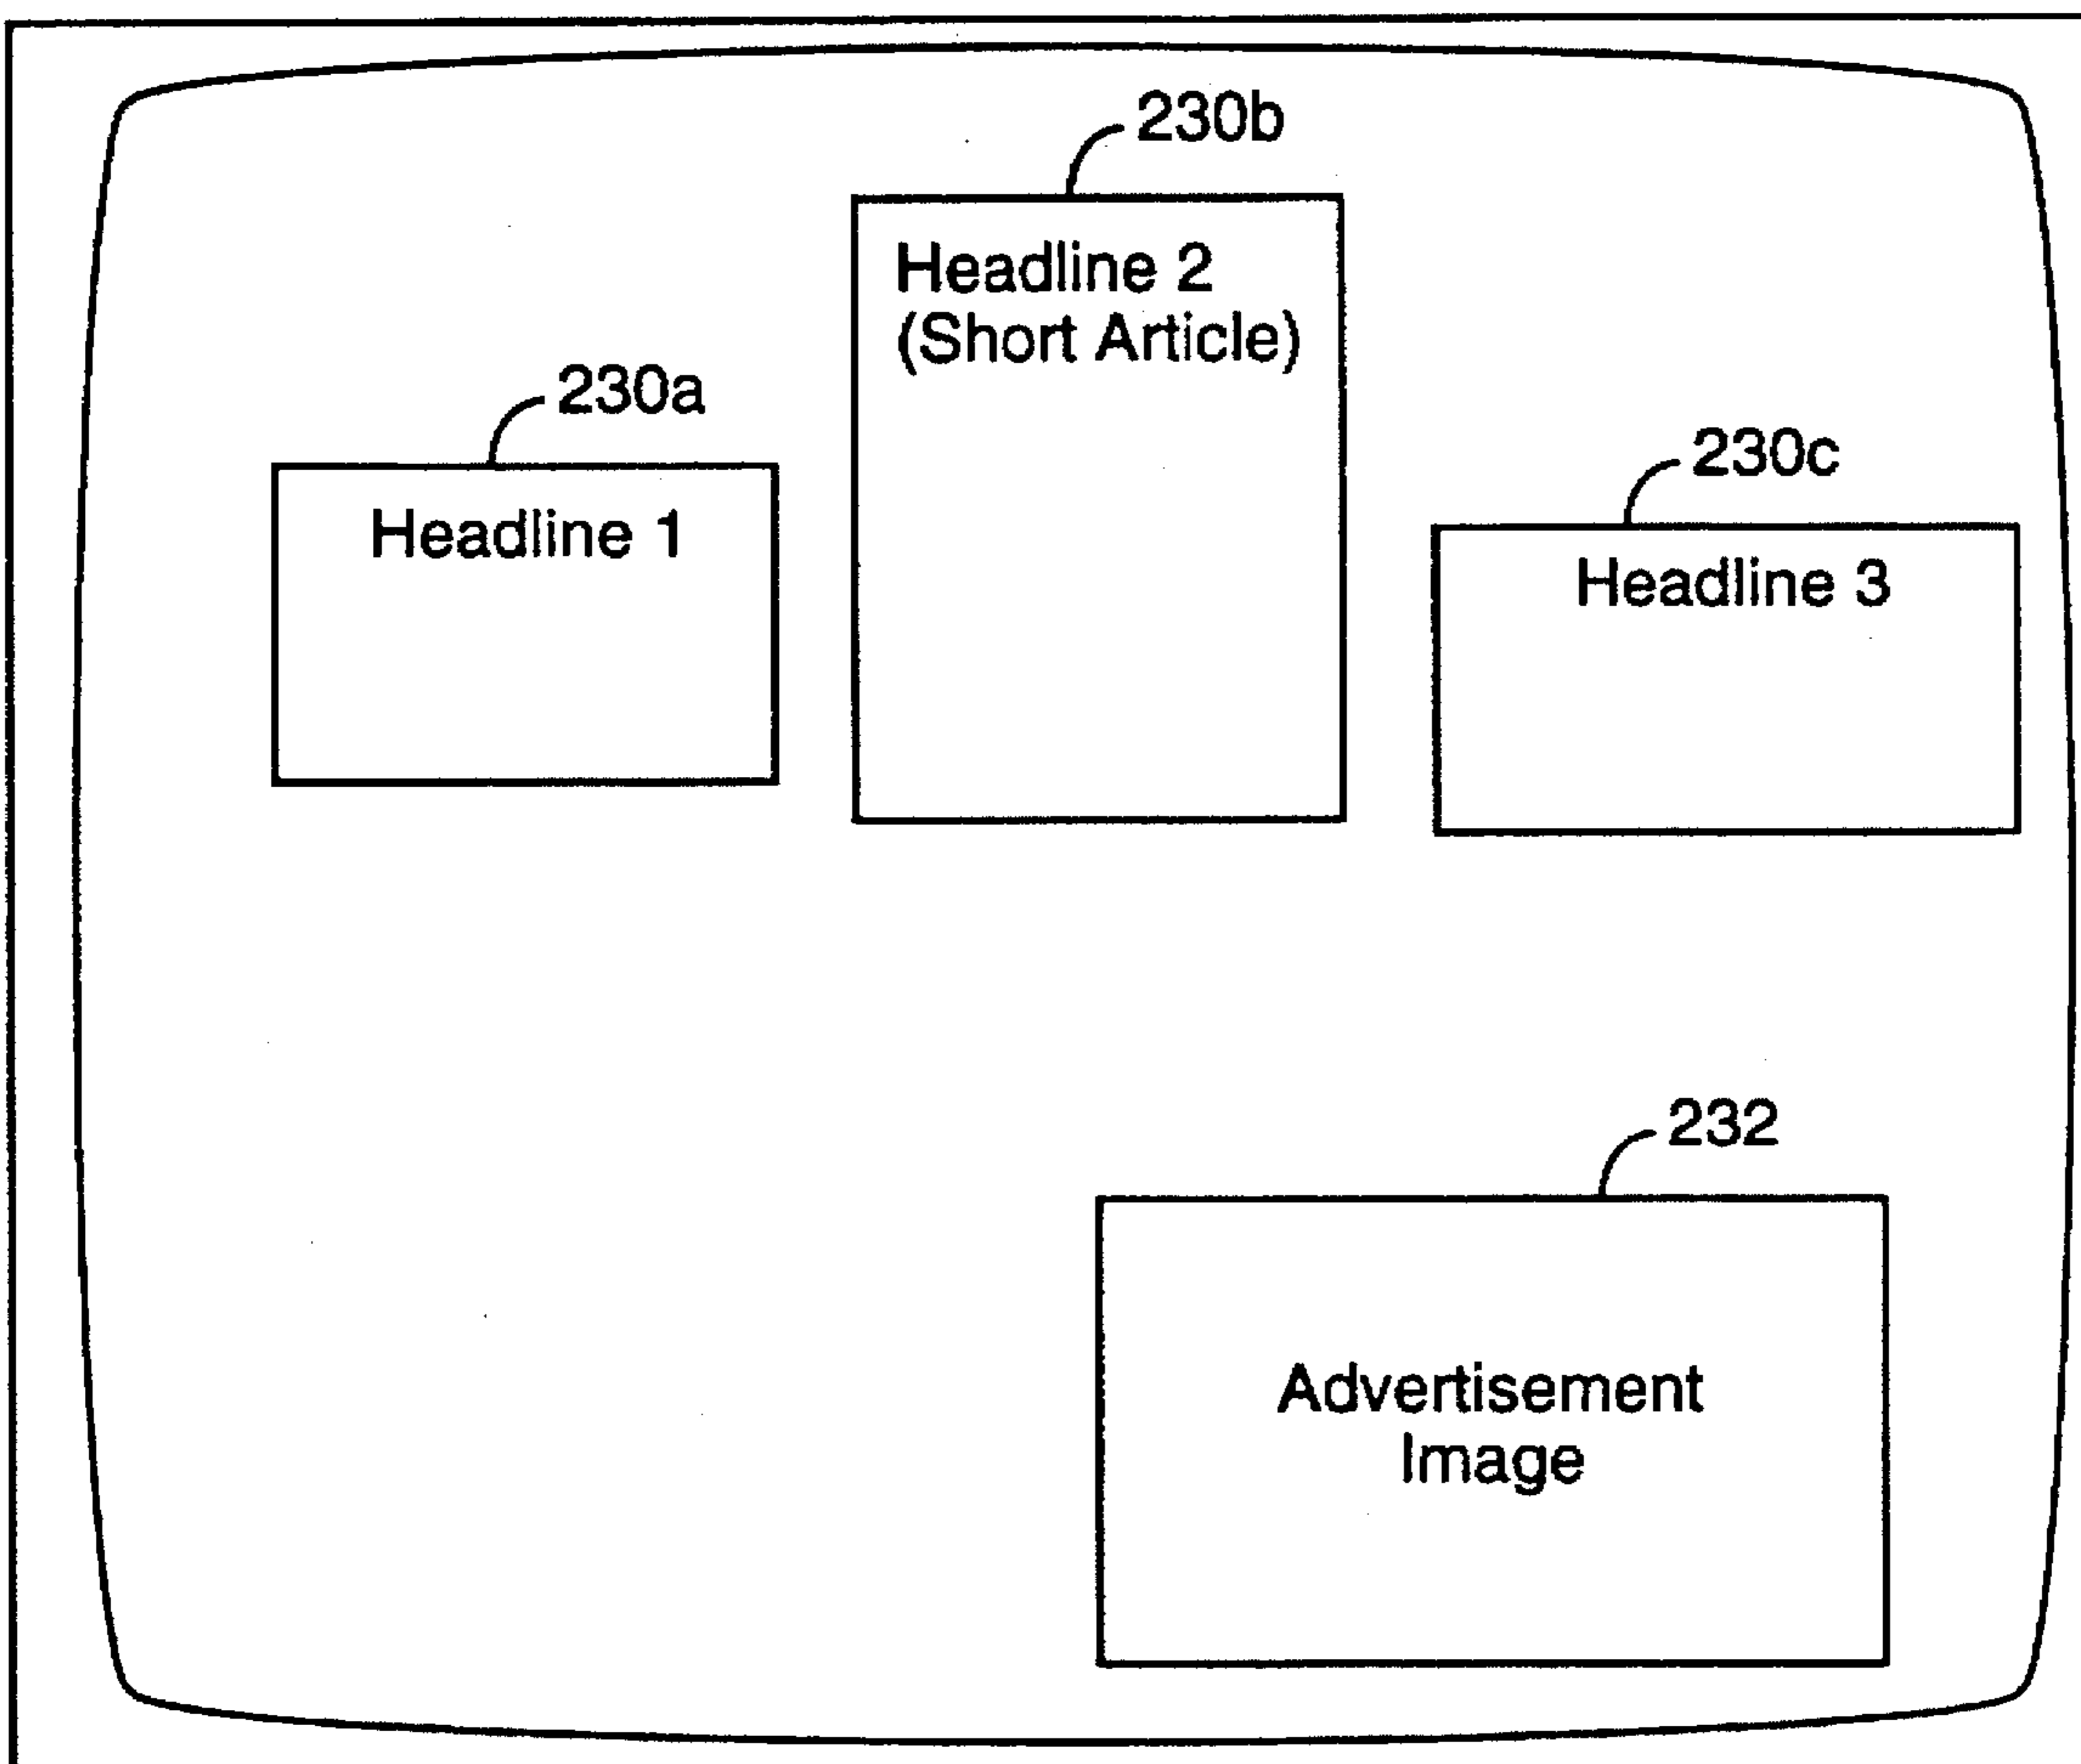 230b
Headline 2
(Short Article)
230a
Headline 1
230c
Headline 3
232
Advertisement
Image